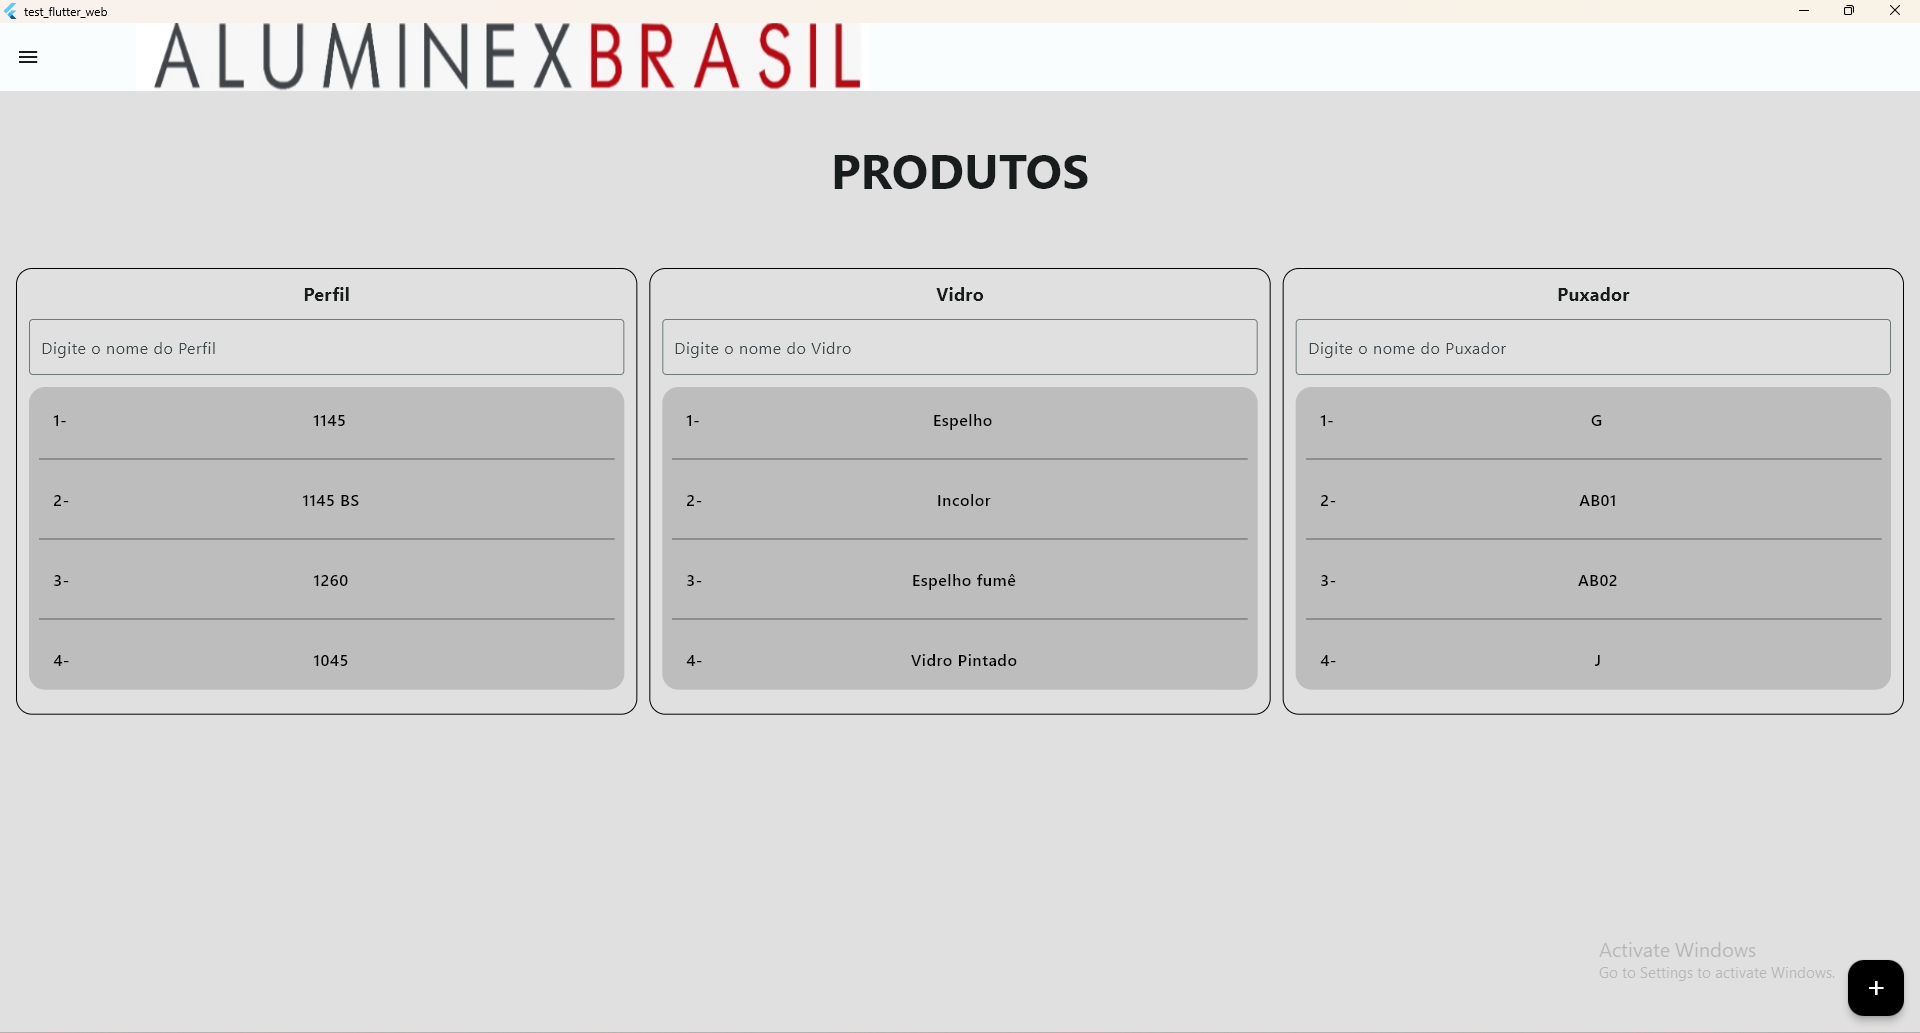 test_flutter_web
ALUMINEXBRASIL
PRODUTOS
Perfil
Digite o nome do Perfil
1- 1145
2- 1145 BS
3- 1260
4- 1045
Vidro
Digite o nome do Vidro
1- Espelho
2- Incolor
3- Espelho fumê
4- Vidro Pintado
Puxador
Digite o nome do Puxador
1- G
2- AB01
3- AB02
4- J
Activate Windows
Go to Settings to activate Windows.
+